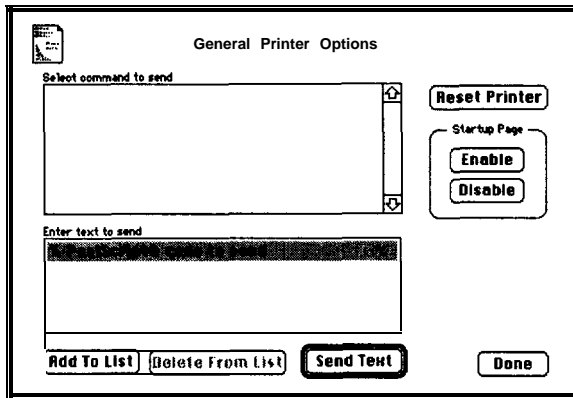 General Printer Options
Select command to send
Reset Printer
Startup Page
Enable
Disable
Enter text to send
Add To List
Delete From List
Send Text
Done